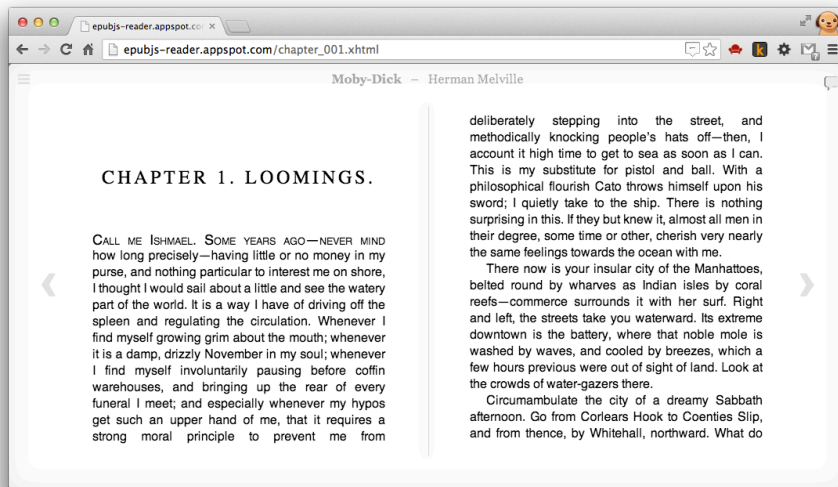 epubjs-reader.appspot.co
epubjs-reader.appspot.com/chapter_001.xhtml
Moby-Dick – Herman Melville
CHAPTER 1. LOOMINGS.
CALL ME ISHMAEL. SOME YEARS AGO—NEVER MIND
how long precisely—having little or no money in my
purse, and nothing particular to interest me on shore,
I thought I would sail about a little and see the watery
part of the world. It is a way I have of driving off the
spleen and regulating the circulation. Whenever I
find myself growing grim about the mouth; whenever
it is a damp, drizzly November in my soul; whenever
I find myself involuntarily pausing before coffin
warehouses, and bringing up the rear of every
funeral I meet; and especially whenever my hypos
get such an upper hand of me, that it requires a
strong moral principle to prevent me from
deliberately stepping into the street, and
methodically knocking people's hats off—then, I
account it high time to get to sea as soon as I can.
This is my substitute for pistol and ball. With a
philosophical flourish Cato throws himself upon his
sword; I quietly take to the ship. There is nothing
surprising in this. If they but knew it, almost all men in
their degree, some time or other, cherish very nearly
the same feelings towards the ocean with me.
There now is your insular city of the Manhattoes,
belted round by wharves as Indian isles by coral
reefs—commerce surrounds it with her surf. Right
and left, the streets take you waterward. Its extreme
downtown is the battery, where that noble mole is
washed by waves, and cooled by breezes, which a
few hours previous were out of sight of land. Look at
the crowds of water-gazers there.
Circumambulate the city of a dreamy Sabbath
afternoon. Go from Corlears Hook to Coenties Slip,
and from thence, by Whitehall, northward. What do